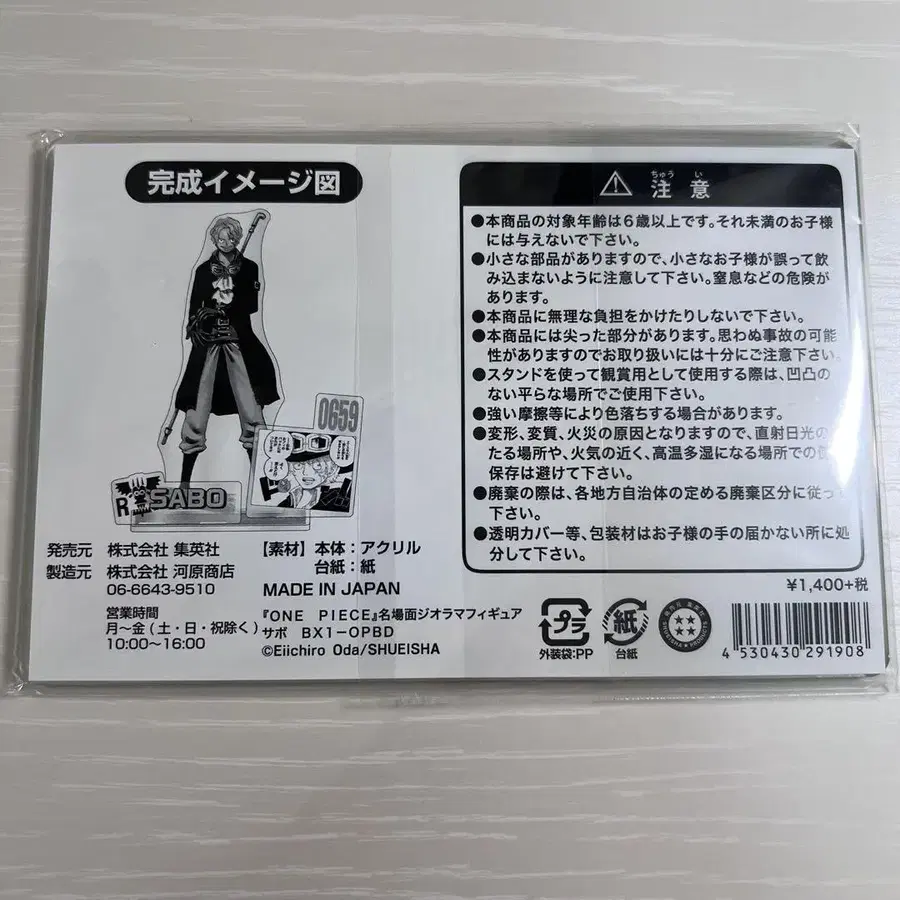 完成イメージ図
0659
R SABO
発売元 株式会社 集英社
製造元 株式会社 河原商店
06-6643-9510
営業時間
月〜金(土・日・祝除く)
10:00〜16:00
【素材】本体:アクリル
台紙:紙
MADE IN JAPAN
『ONE PIECE』名場面ジオラマフィギュア
サボ BX1-OPBD
©Eiichiro Oda/SHUEISHA
ちゅう い
注 意
●本商品の対象年齢は6歳以上です。それ未満のお子様
には与えないで下さい。
●小さな部品がありますので、小さなお子様が誤って飲
み込まないように注意して下さい。窒息などの危険が
あります。
●本商品に無理な負担をかけたりしないで下さい。
●本商品には尖った部分があります。思わぬ事故の可能
性がありますのでお取り扱いには十分にご注意下さい。
●スタンドを使って観賞用として使用する際は、凹凸の
ない平らな場所でご使用下さい。
●強い摩擦等により色落ちする場合があります。
●変形、変質、火災の原因となりますので、直射日光の
たる場所や、火気の近く、高温多湿になる場所での
保存は避けて下さい。
●廃棄の際は、各地方自治体の定める廃棄区分に従っ
下さい。
●透明カバー等、包装材はお子様の手の届かない所に処
分して下さい。
¥1,400+税
プラ
外装袋:PP
紙
台紙
4 530430 291908